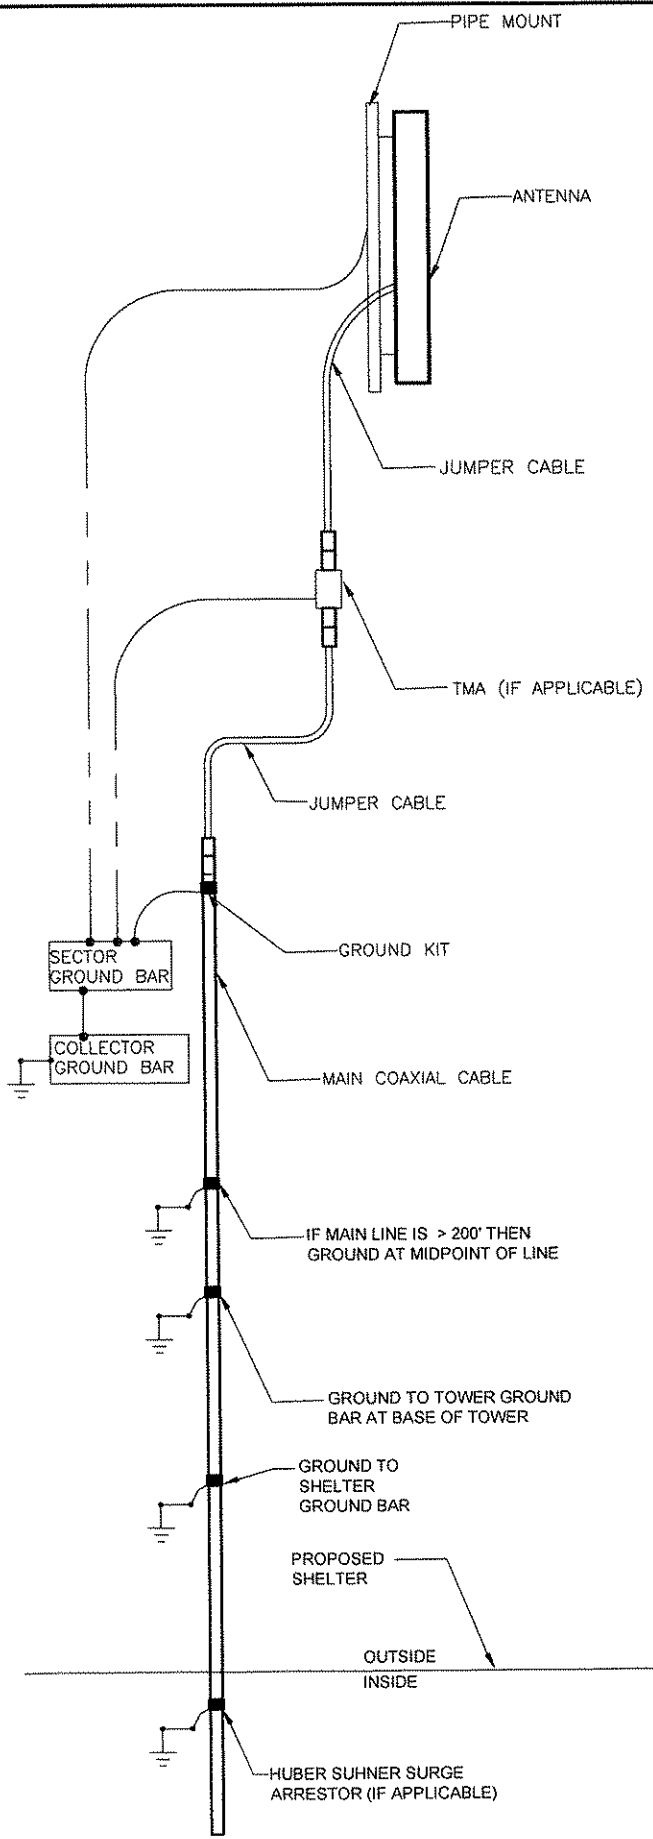 PIPE MOUNT
ANTENNA
JUMPER CABLE
TMA (IF APPLICABLE)
JUMPER CABLE
GROUND KIT
SECTOR
GROUND BAR
COLLECTOR
GROUND BAR
MAIN COAXIAL CABLE
IF MAIN LINE IS > 200' THEN
GROUND AT MIDPOINT OF LINE
GROUND TO TOWER GROUND
BAR AT BASE OF TOWER
GROUND TO
SHELTER
GROUND BAR
PROPOSED
SHELTER
OUTSIDE
INSIDE
HUBER SUHNER SURGE
ARRESTOR (IF APPLICABLE)